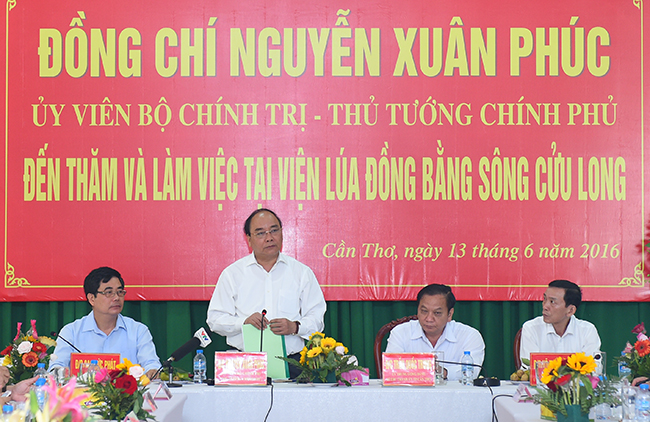 ĐỒNG CHÍ NGUYỄN XUÂN PHÚC
ỦY VIÊN BỘ CHÍNH TRỊ - THỦ TƯỚNG CHÍNH PHỦ
ĐẾN THĂM VÀ LÀM VIỆC TẠI VIỆN LÚA ĐỒNG BẰNG SÔNG CỬU LONG
Cần Thơ, ngày 13 tháng 6 năm 2016